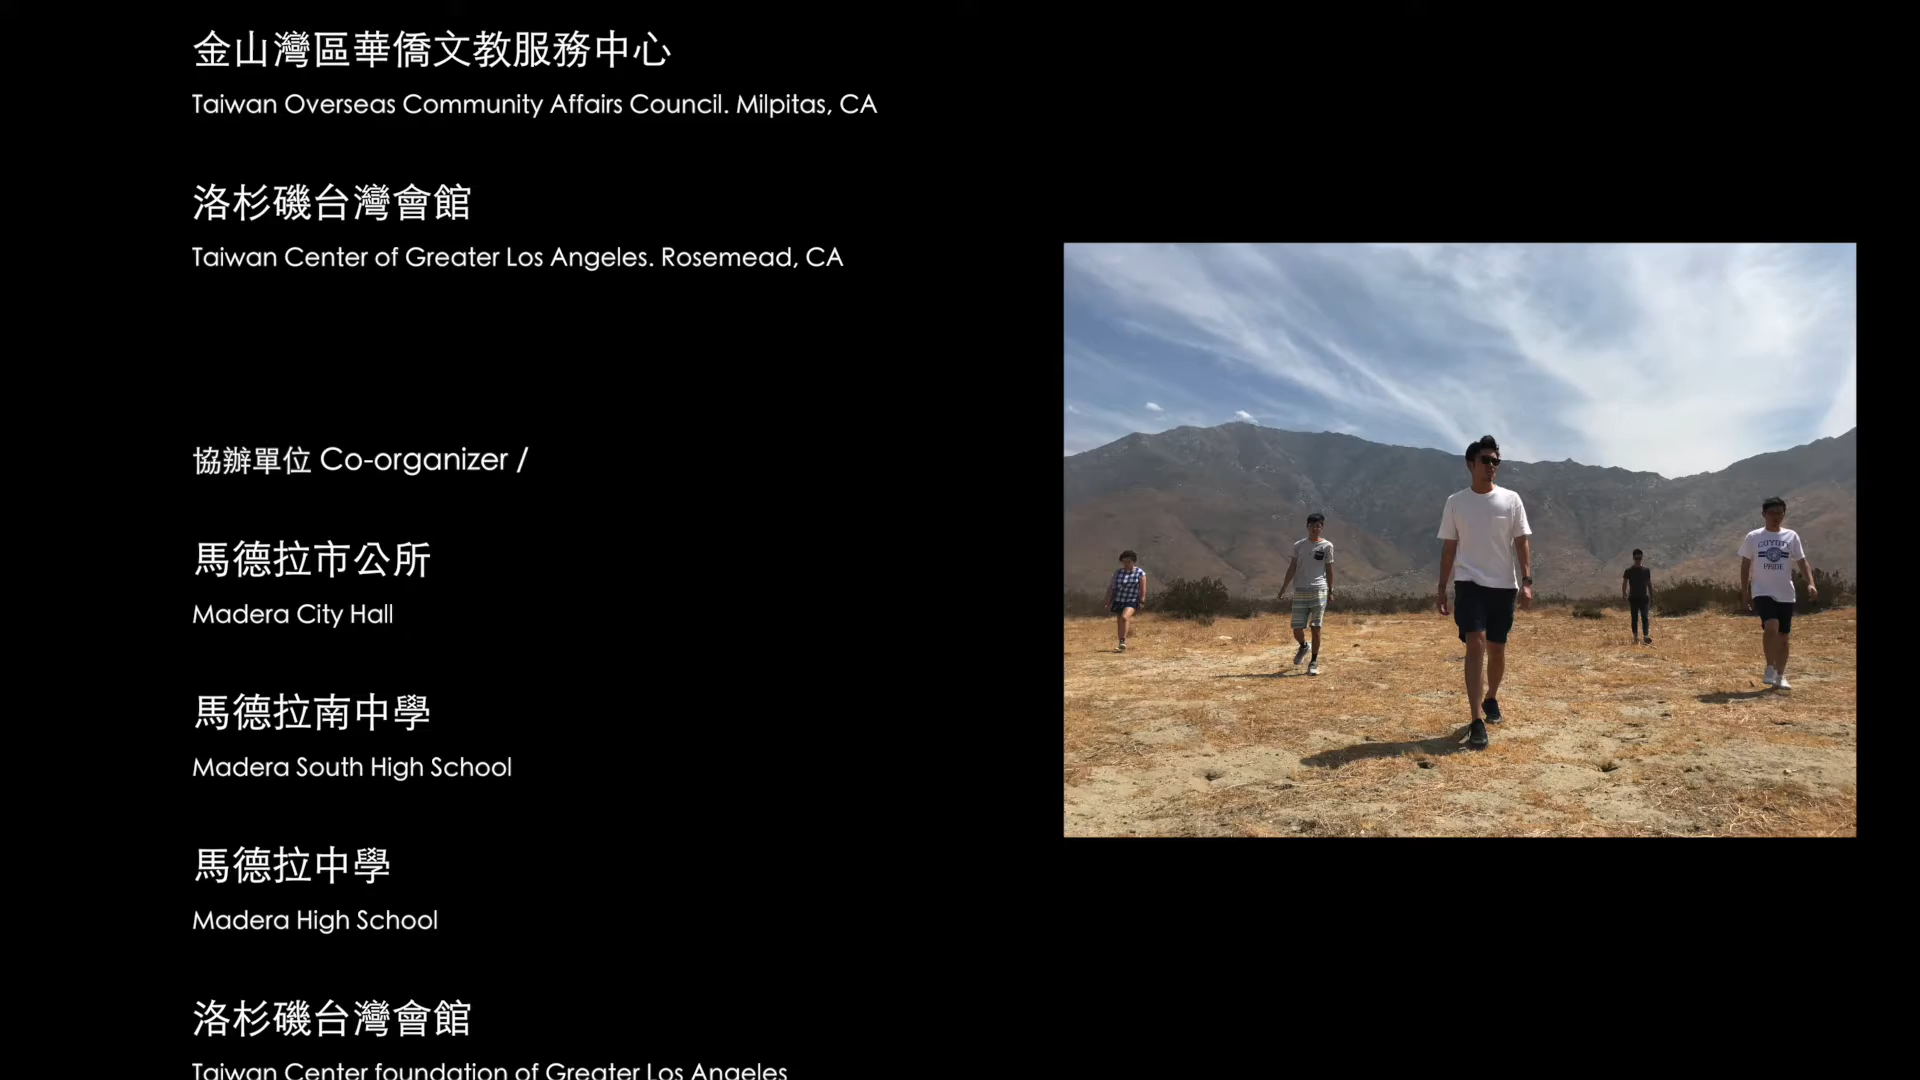 金山灣區華僑文教服務中心
Taiwan Overseas Community Affairs Council. Milpitas, CA
洛杉磯台灣會館
Taiwan Center of Greater Los Angeles. Rosemead, CA
協辦單位 Co-organizer /
馬德拉市公所
Madera City Hall
馬德拉南中學
Madera South High School
馬德拉中學
Madera High School
洛杉磯台灣會館
Taiwan Center foundation of Greater Los Angeles
PRIDE